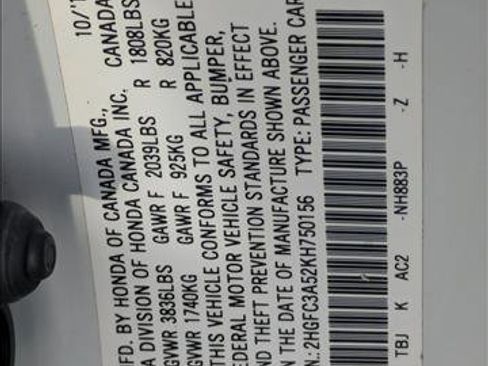 FD. BY HONDA OF CANADA MFG., 10/1
A DIVISION OF HONDA CANADA INC. CANADA
GVWR 3836LBS GAWR F 2039LBS R 1808LBS
GVWR 1740KG GAWR F 925KG R 820KG
THIS VEHICLE CONFORMS TO ALL APPLICABLE
EDERAL MOTOR VEHICLE SAFETY, BUMPER,
ND THEFT PREVENTION STANDARDS IN EFFECT
N THE DATE OF MANUFACTURE SHOWN ABOVE.
N.: 2HGFC3A52KH750156 TYPE: PASSENGER CAR
TBJ K AC2 -NH883P -Z -H